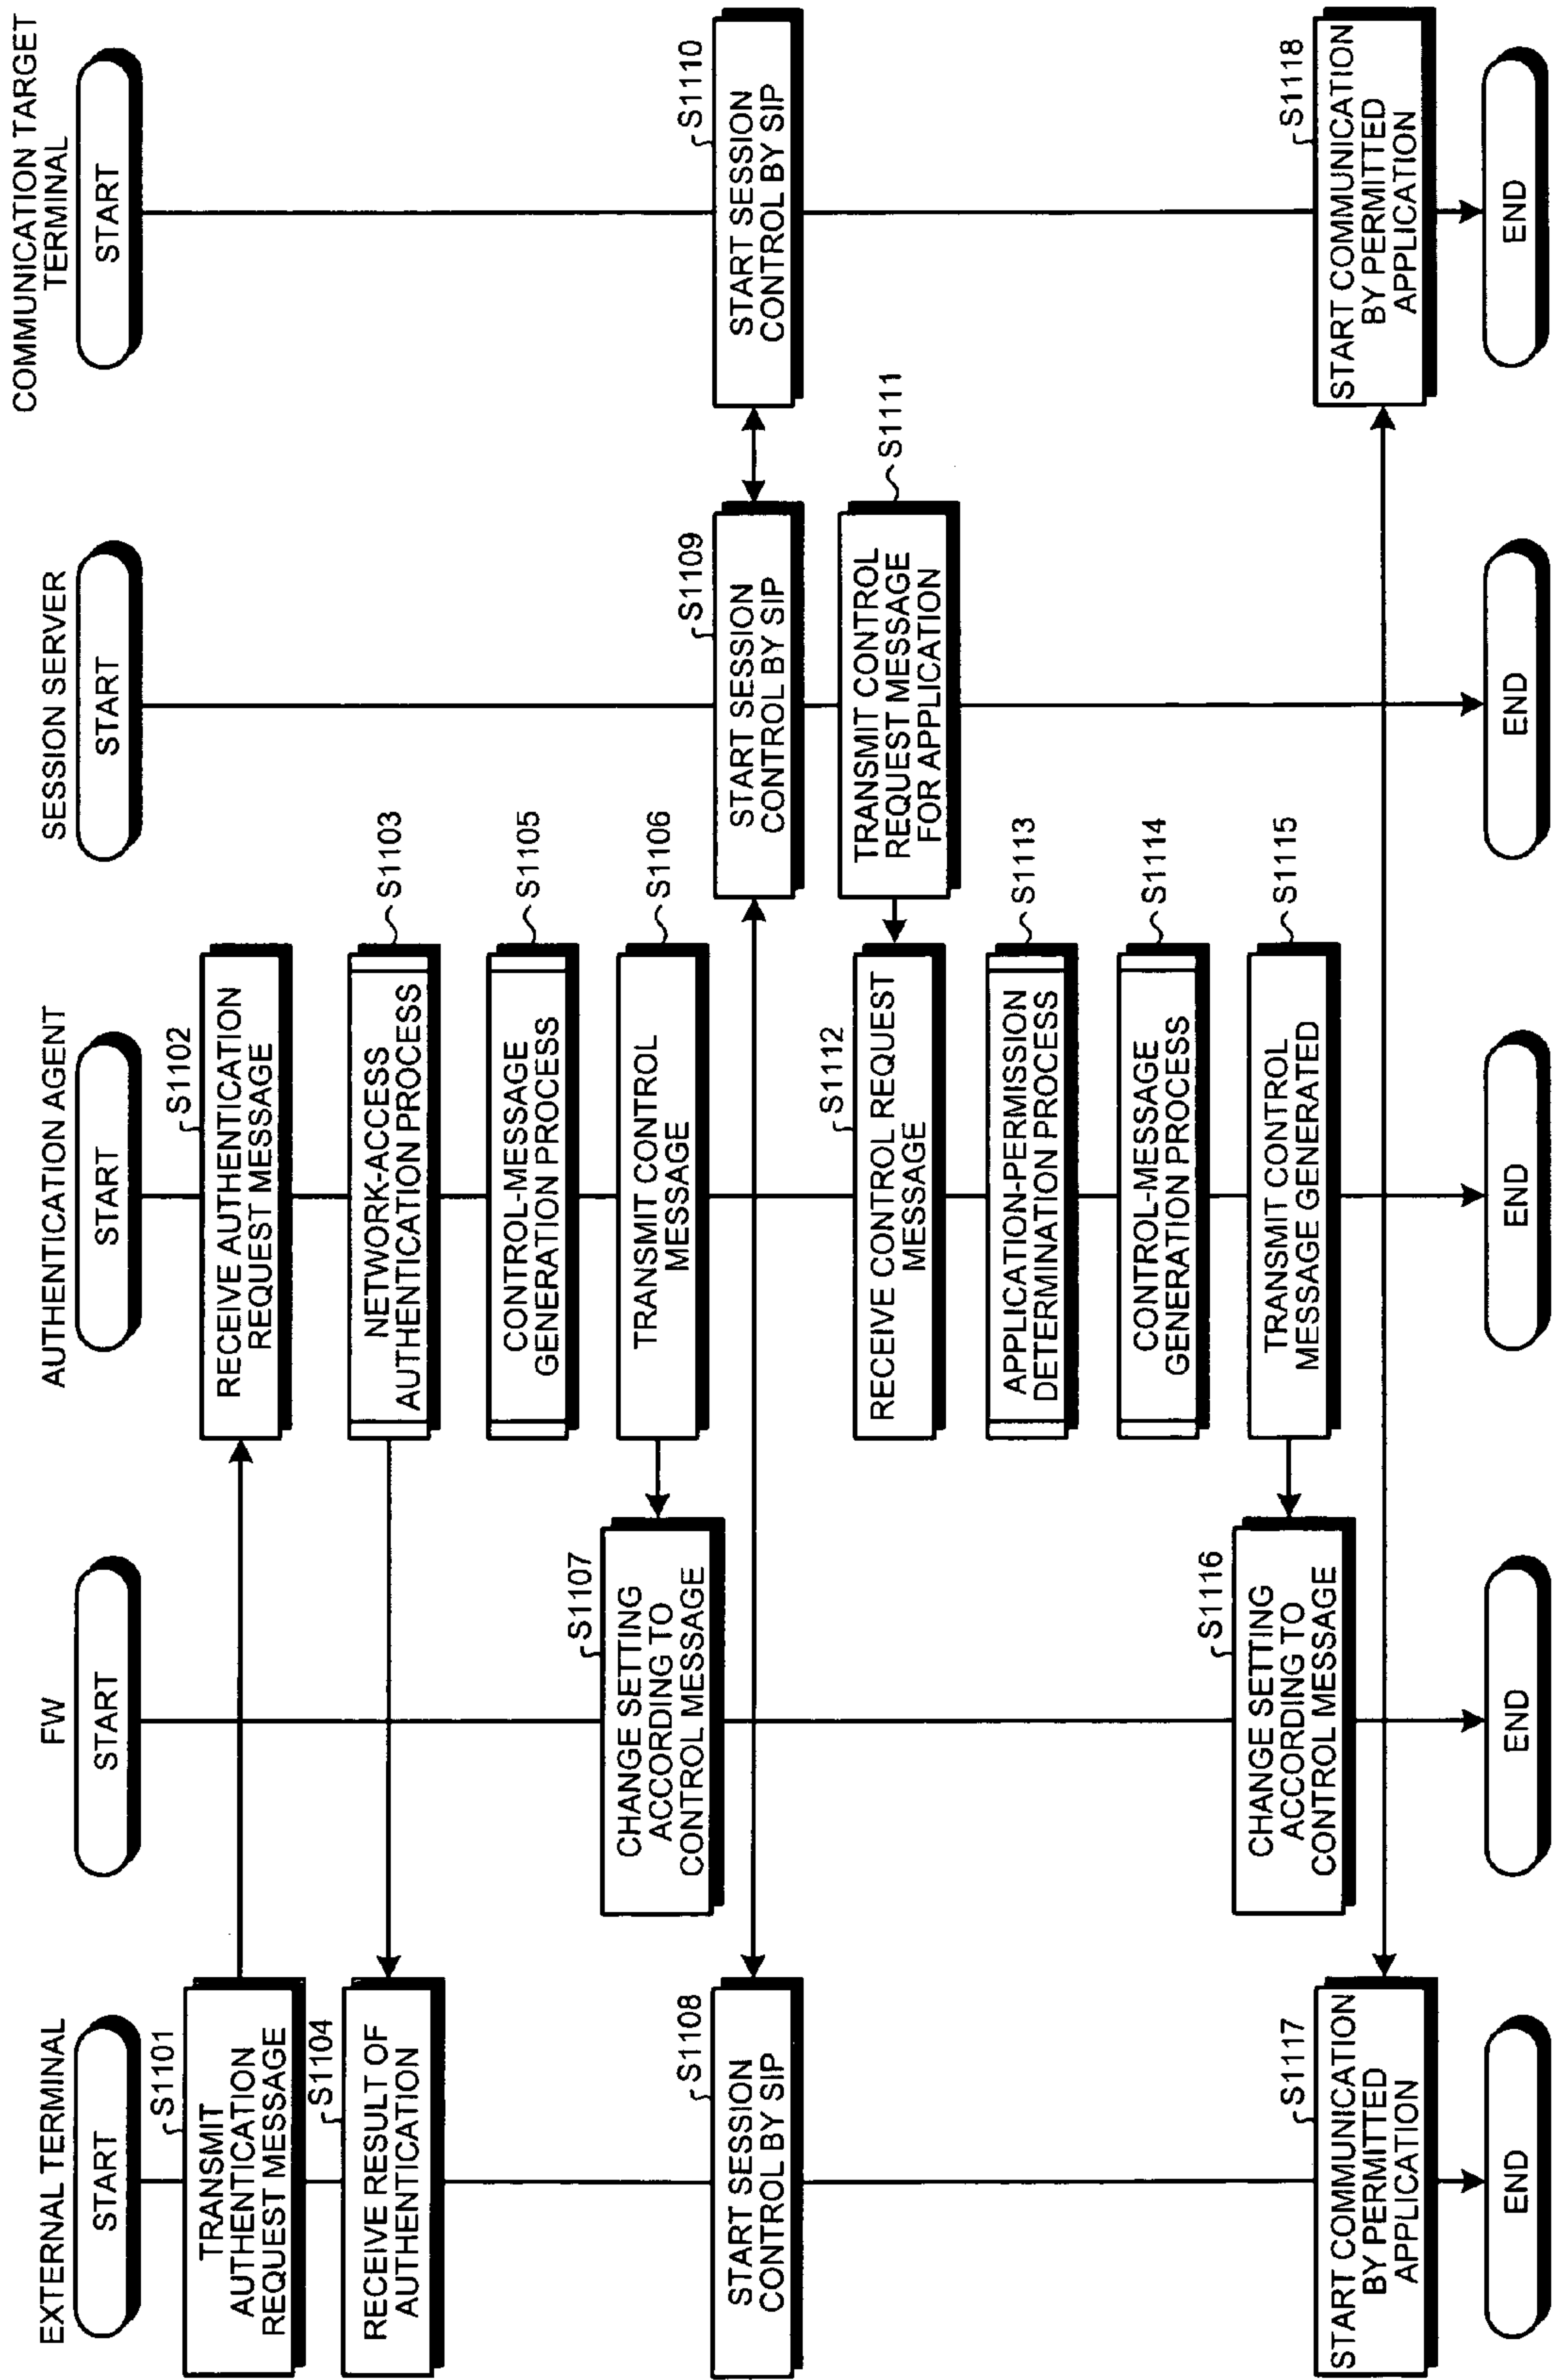 EXTERNAL TERMINAL
START
S1101
TRANSMIT
AUTHENTICATION
REQUEST MESSAGE
S1104
RECEIVE RESULT OF
AUTHENTICATION
S1108
START SESSION
CONTROL BY SIP
S1117
START COMMUNICATION
BY PERMITTED
APPLICATION
END
FW
START
S1107
CHANGE SETTING
ACCORDING TO
CONTROL MESSAGE
S1116
CHANGE SETTING
ACCORDING TO
CONTROL MESSAGE
END
AUTHENTICATION AGENT
START
S1102
RECEIVE AUTHENTICATION
REQUEST MESSAGE
S1103
NETWORK-ACCESS
AUTHENTICATION PROCESS
S1105
CONTROL-MESSAGE
GENERATION PROCESS
S1106
TRANSMIT CONTROL
MESSAGE
S1112
RECEIVE CONTROL REQUEST
MESSAGE
S1113
APPLICATION-PERMISSION
DETERMINATION PROCESS
S1114
CONTROL-MESSAGE
GENERATION PROCESS
S1115
TRANSMIT CONTROL
MESSAGE GENERATED
END
SESSION SERVER
START
S1109
START SESSION
CONTROL BY SIP
S1111
TRANSMIT CONTROL
REQUEST MESSAGE
FOR APPLICATION
END
COMMUNICATION TARGET
TERMINAL
START
S1110
START SESSION
CONTROL BY SIP
S1118
START COMMUNICATION
BY PERMITTED
APPLICATION
END